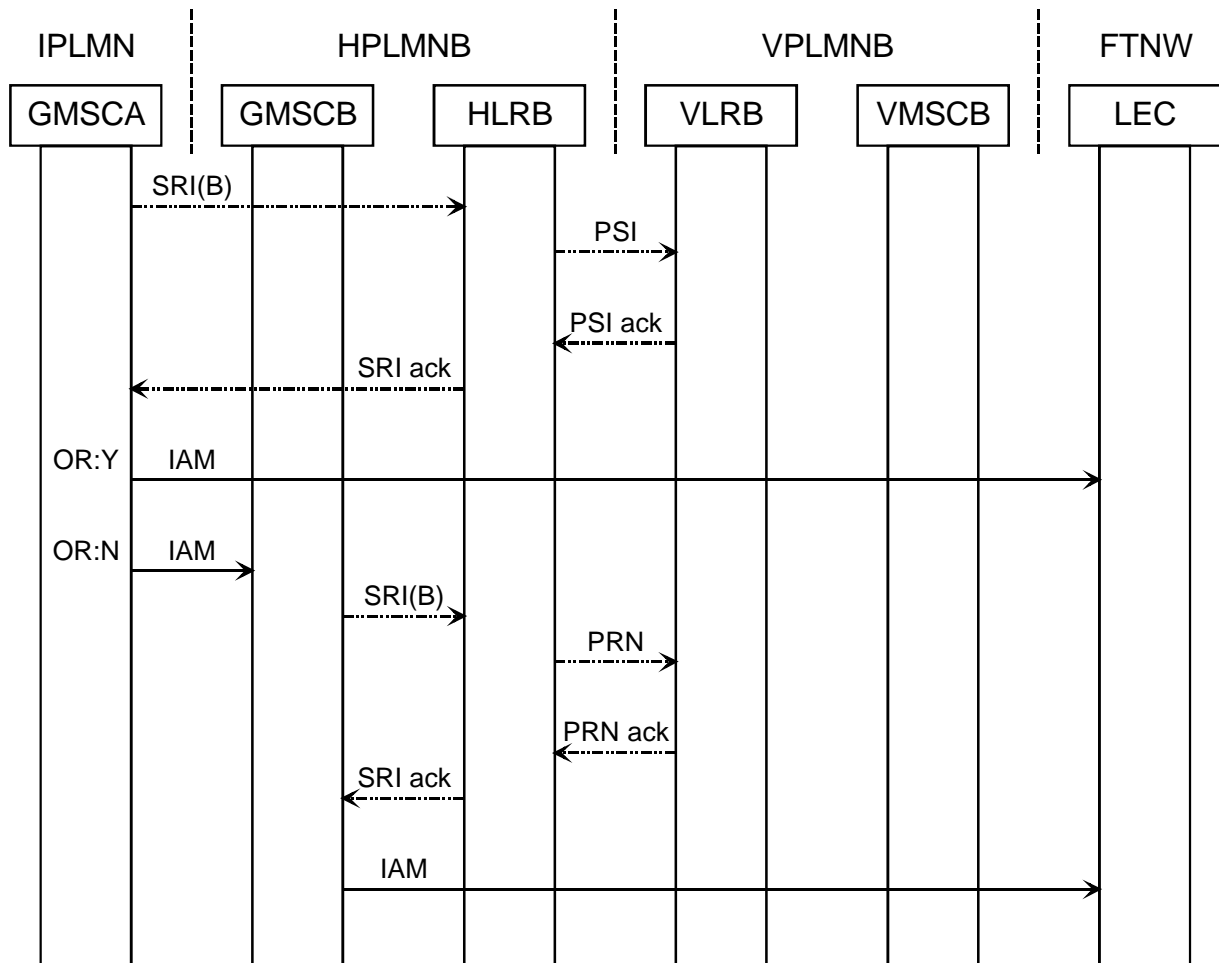 IPLMN HPLMNB VPLMNB FTNW
GMSCA GMSCB HLRB VLRB VMSCB LEC
SRI(B)
PSI
PSI ack
SRI ack
OR:Y IAM
OR:N IAM
SRI(B)
PRN
PRN ack
SRI ack
IAM